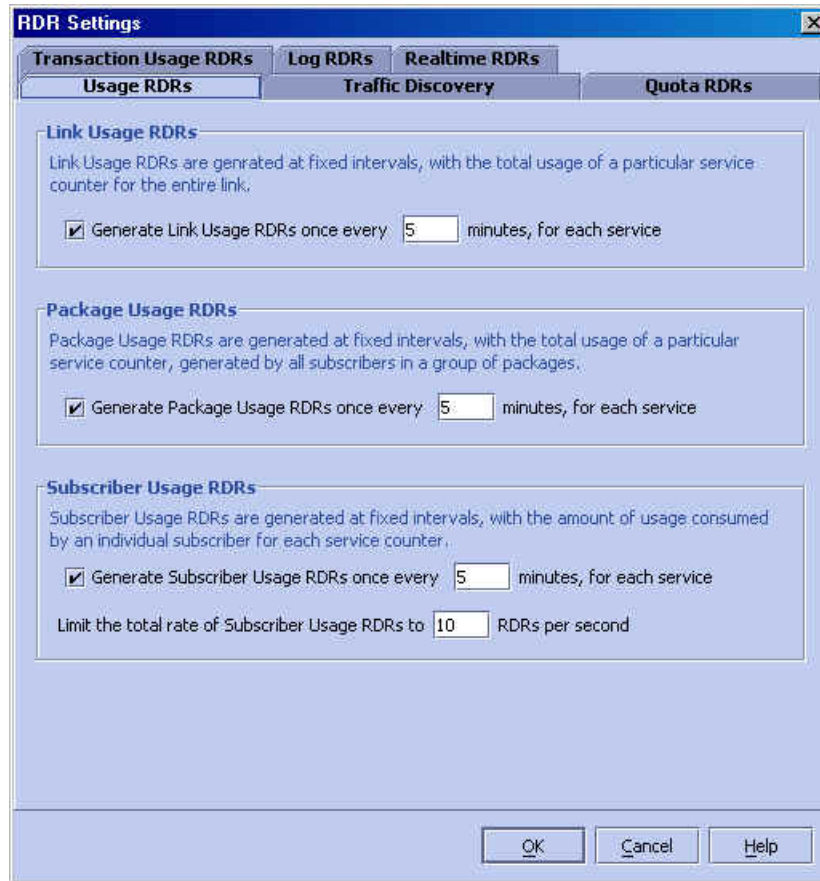 RDR Settings
Transaction Usage RDRs Log RDRs Realtime RDRs
Usage RDRs Traffic Discovery Quota RDRs
Link Usage RDRs
Link Usage RDRs are genrated at fixed intervals, with the total usage of a particular service
counter for the entire link.
Generate Link Usage RDRs once every 5 minutes, for each service
Package Usage RDRs
Package Usage RDRs are generated at fixed intervals, with the total usage of a particular
service counter, generated by all subscribers in a group of packages.
Generate Package Usage RDRs once every 5 minutes, for each service
Subscriber Usage RDRs
Subscriber Usage RDRs are generated at fixed intervals, with the amount of usage consumed
by an individual subscriber for each service counter.
Generate Subscriber Usage RDRs once every 5 minutes, for each service
Limit the total rate of Subscriber Usage RDRs to 10 RDRs per second
OK Cancel Help